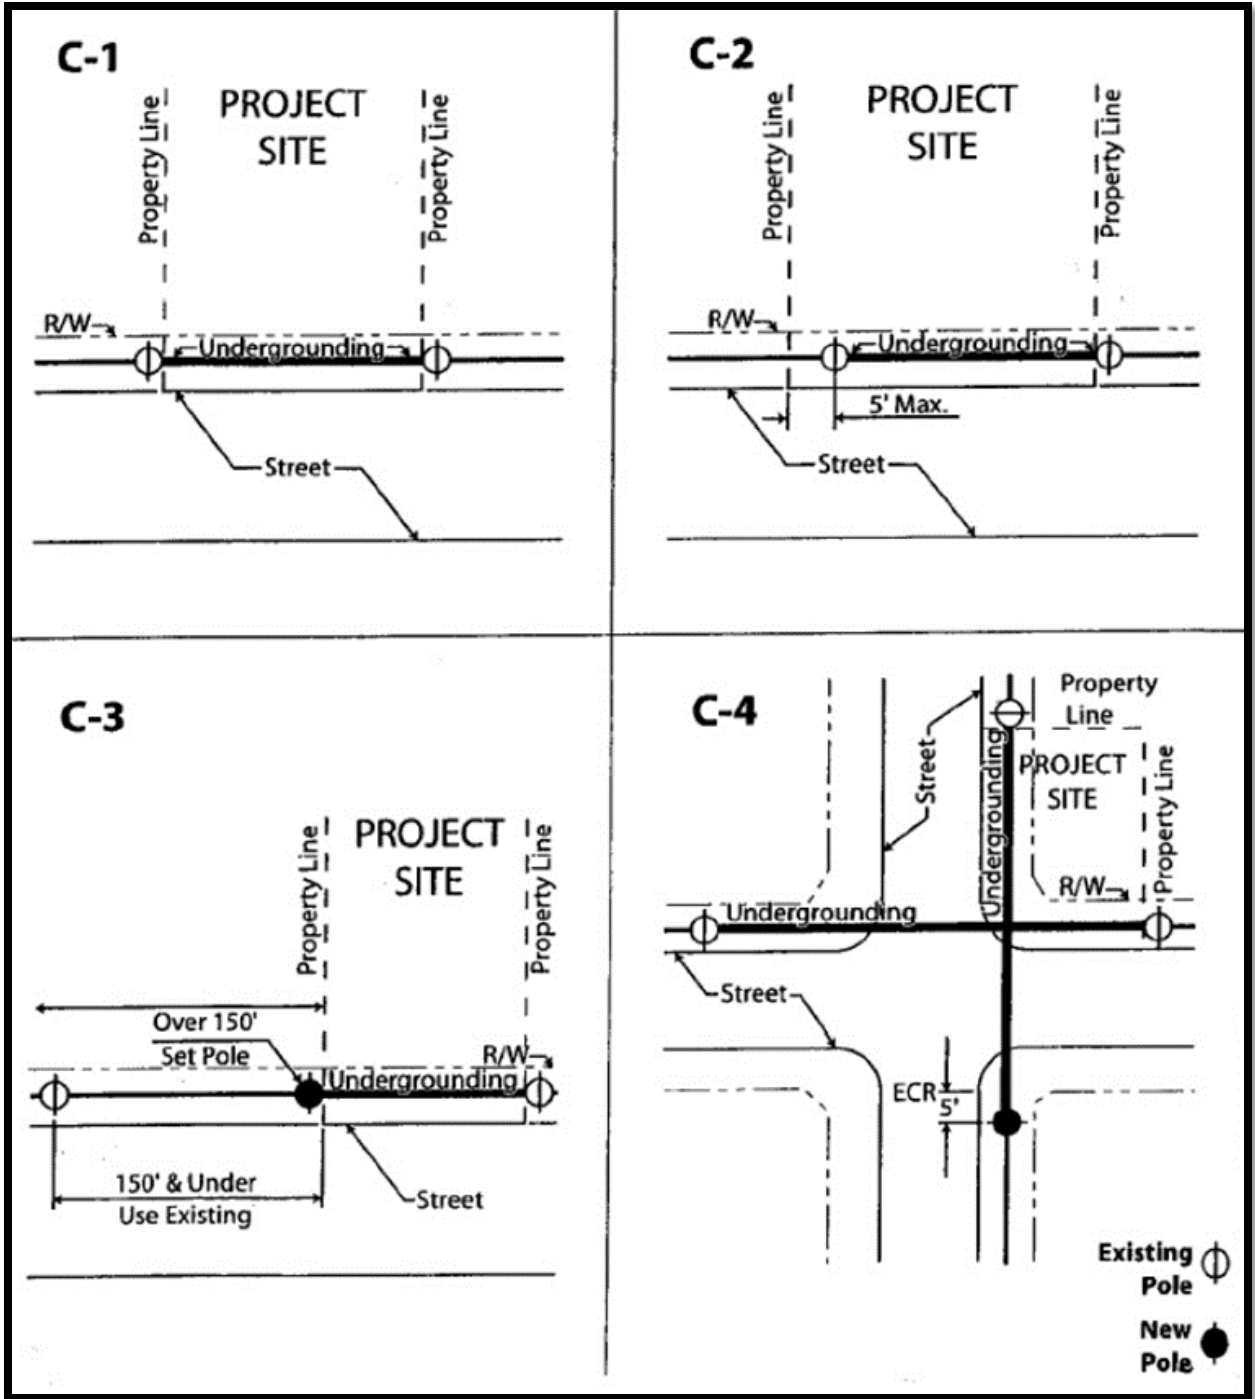 C-1
Property Line
PROJECT
SITE
Property Line
R/W
Undergrounding
Street
C-2
Property Line
PROJECT
SITE
Property Line
R/W
Undergrounding
5' Max.
Street
C-3
Property Line
PROJECT
SITE
Property Line
Over 150'
Set Pole
R/W
Undergrounding
150' & Under
Use Existing
Street
C-4
Street
Undergrounding
Property
Line
PROJECT
SITE
Property Line
R/W
Undergrounding
Street
ECR
5'
Existing
Pole
New
Pole